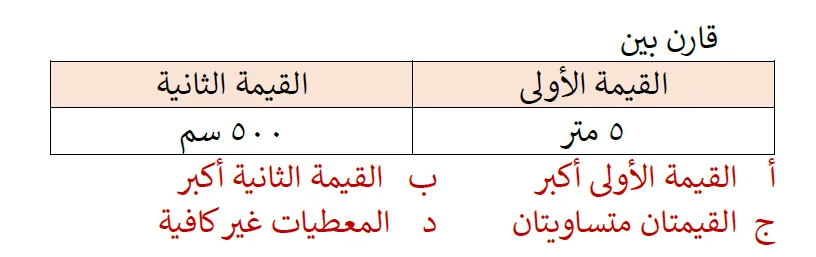 قارن بين
القيمة الأولى القيمة الثانية
٥ متر ٥٠٠ سم
أ القيمة الأولى أكبر ب القيمة الثانية أكبر
ج القيمتان متساويتان د المعطيات غير كافية